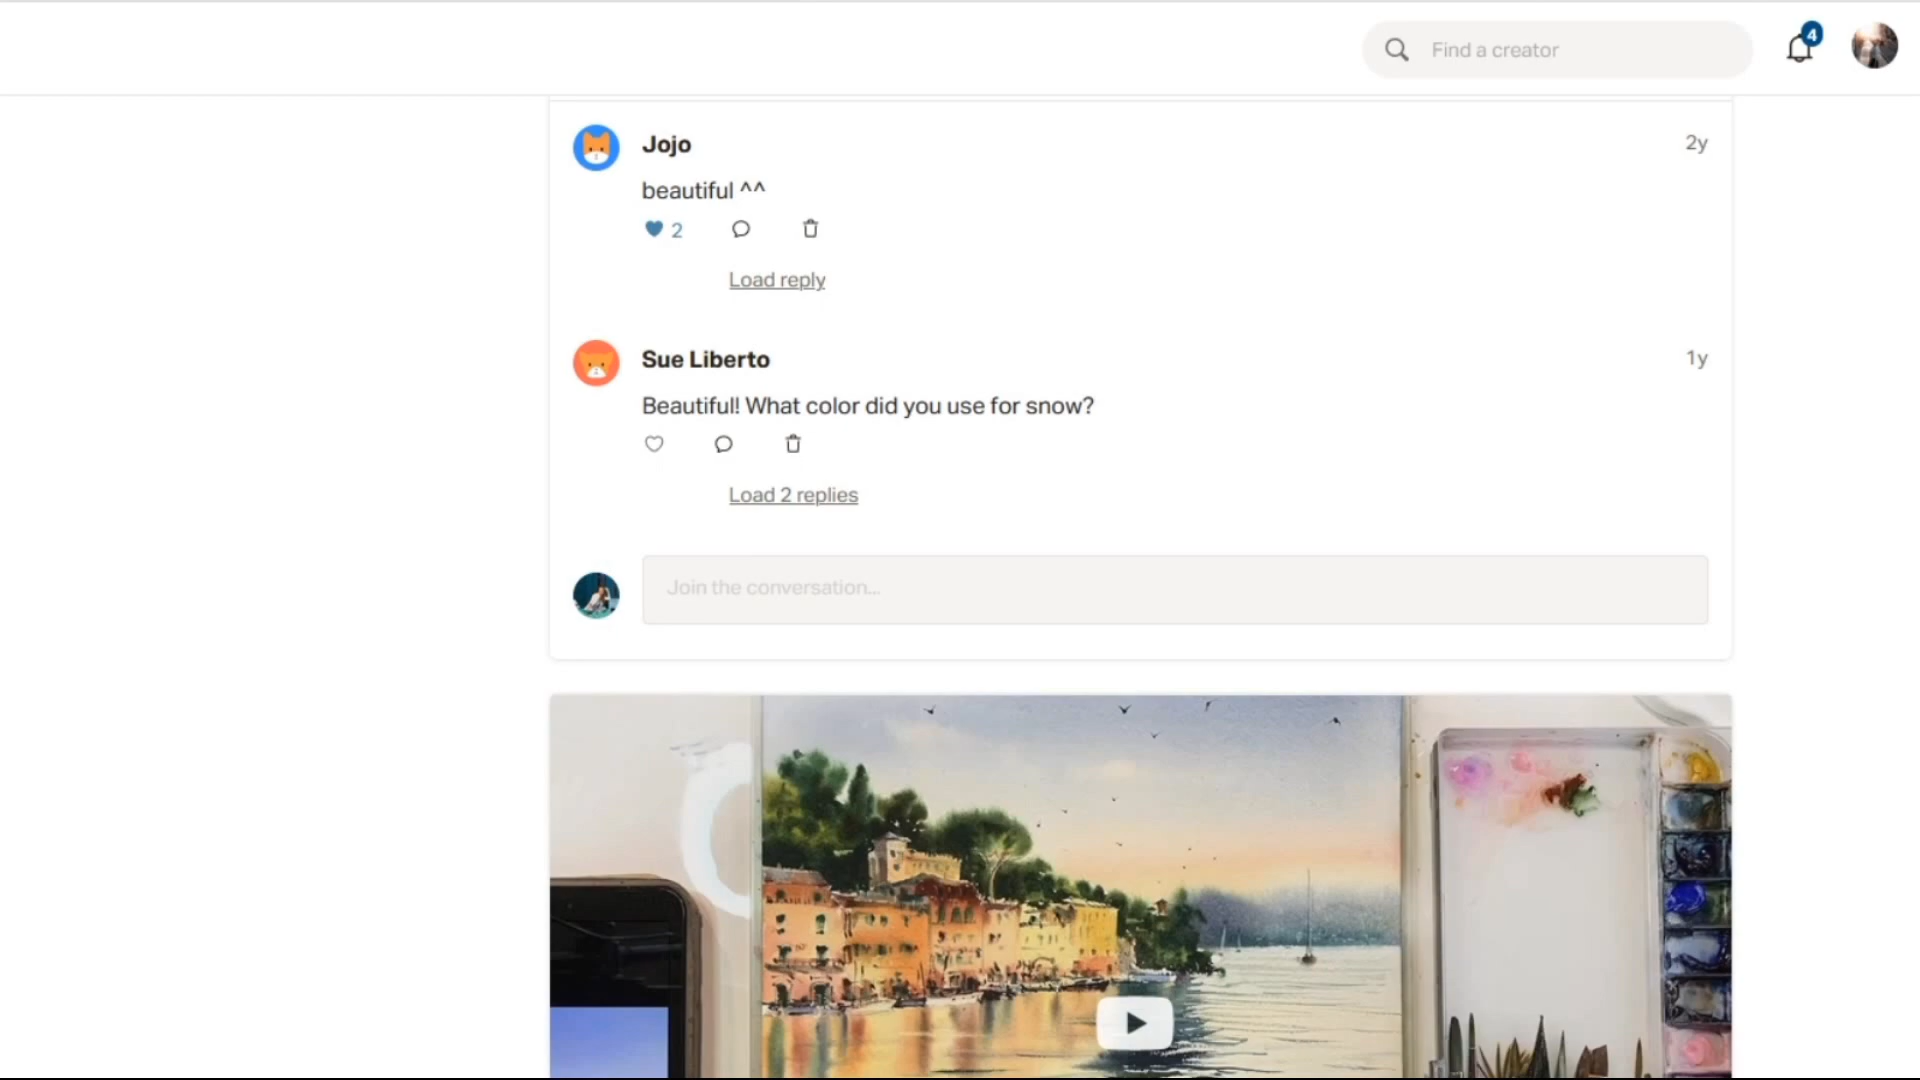 Find a creator
4
Jojo
2y
beautiful ^^
2
Load reply
Sue Liberto
1y
Beautiful! What color did you use for snow?
Load 2 replies
Join the conversation...